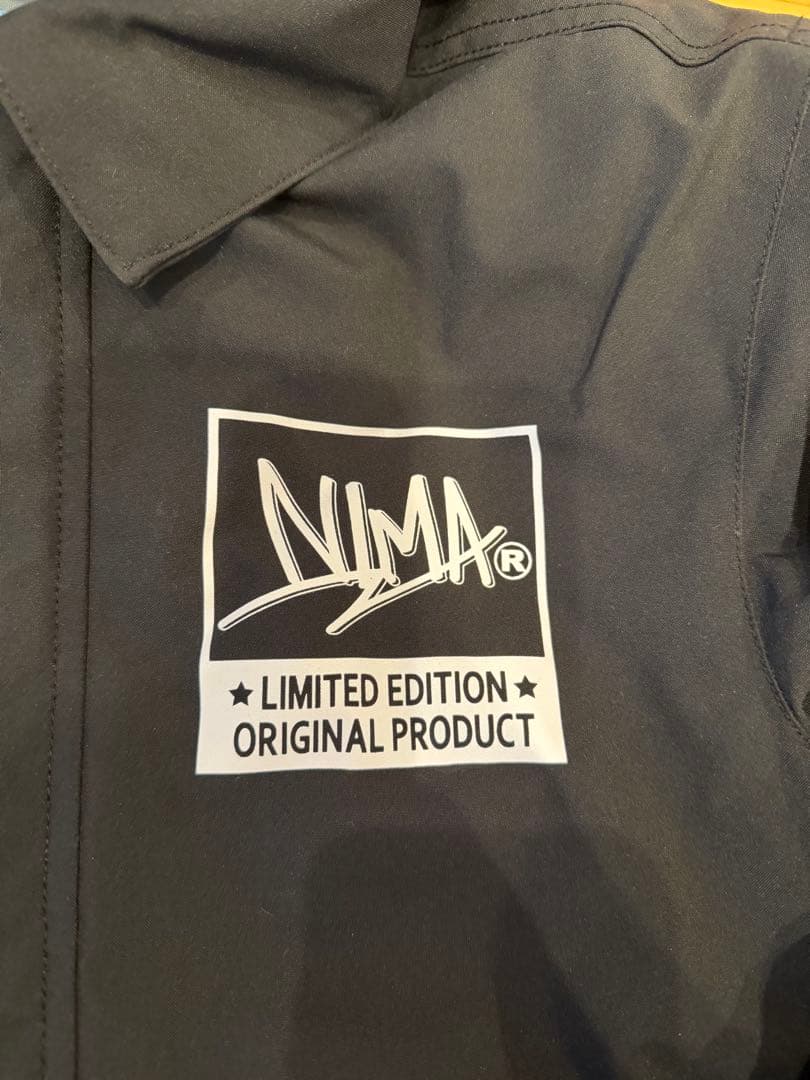 NIMA®
★ LIMITED EDITION ★
ORIGINAL PRODUCT